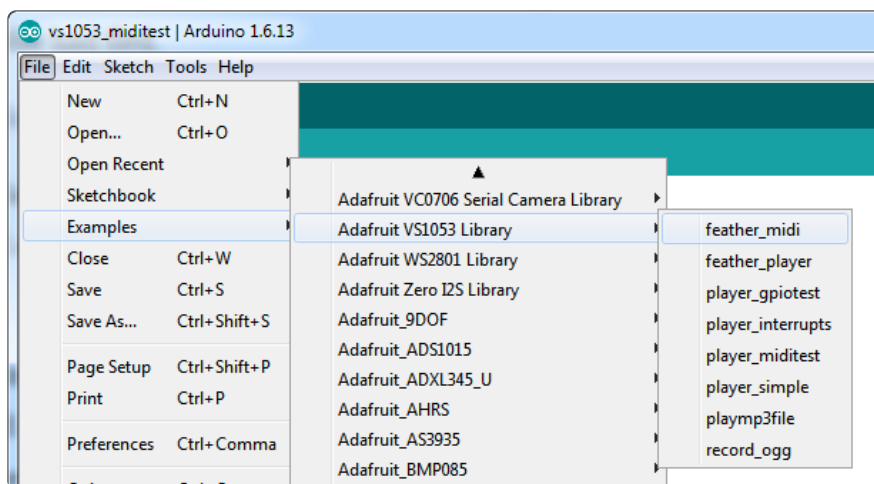 vs1053_miditest | Arduino 1.6.13
File Edit Sketch Tools Help
New Ctrl+N
Open... Ctrl+O
Open Recent
Sketchbook
Examples
Close Ctrl+W
Save Ctrl+S
Save As... Ctrl+Shift+S
Page Setup Ctrl+Shift+P
Print Ctrl+P
Preferences Ctrl+Comma
Adafruit VC0706 Serial Camera Library
Adafruit VS1053 Library
Adafruit WS2801 Library
Adafruit Zero I2S Library
Adafruit_9DOF
Adafruit_ADS1015
Adafruit_ADXL345_U
Adafruit_AHRS
Adafruit_AS3935
Adafruit_BMP085
feather_midi
feather_player
player_gpiotest
player_interrupts
player_miditest
player_simple
playmp3file
record_ogg